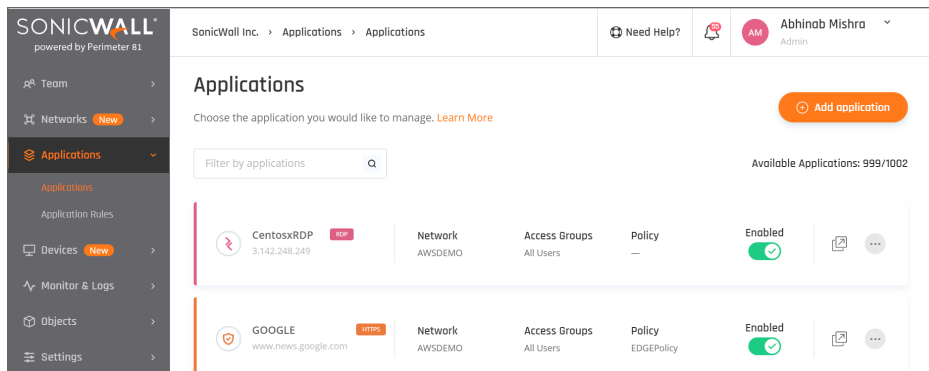 SONICWALL
powered by Perimeter 81
SonicWall Inc. › Applications › Applications
Need Help?
AM
Abhinab Mishra
Admin
Team
Networks New
Applications
Applications
Application Rules
Devices New
Monitor & Logs
Objects
Settings
Applications
Choose the application you would like to manage. Learn More
Add application
Filter by applications
Available Applications: 999/1002
CentosxRDP RDP
3.142.248.249
Network
AWSDEMO
Access Groups
All Users
Policy
—
Enabled
GOOGLE HTTPS
www.news.google.com
Network
AWSDEMO
Access Groups
All Users
Policy
EDGEPolicy
Enabled